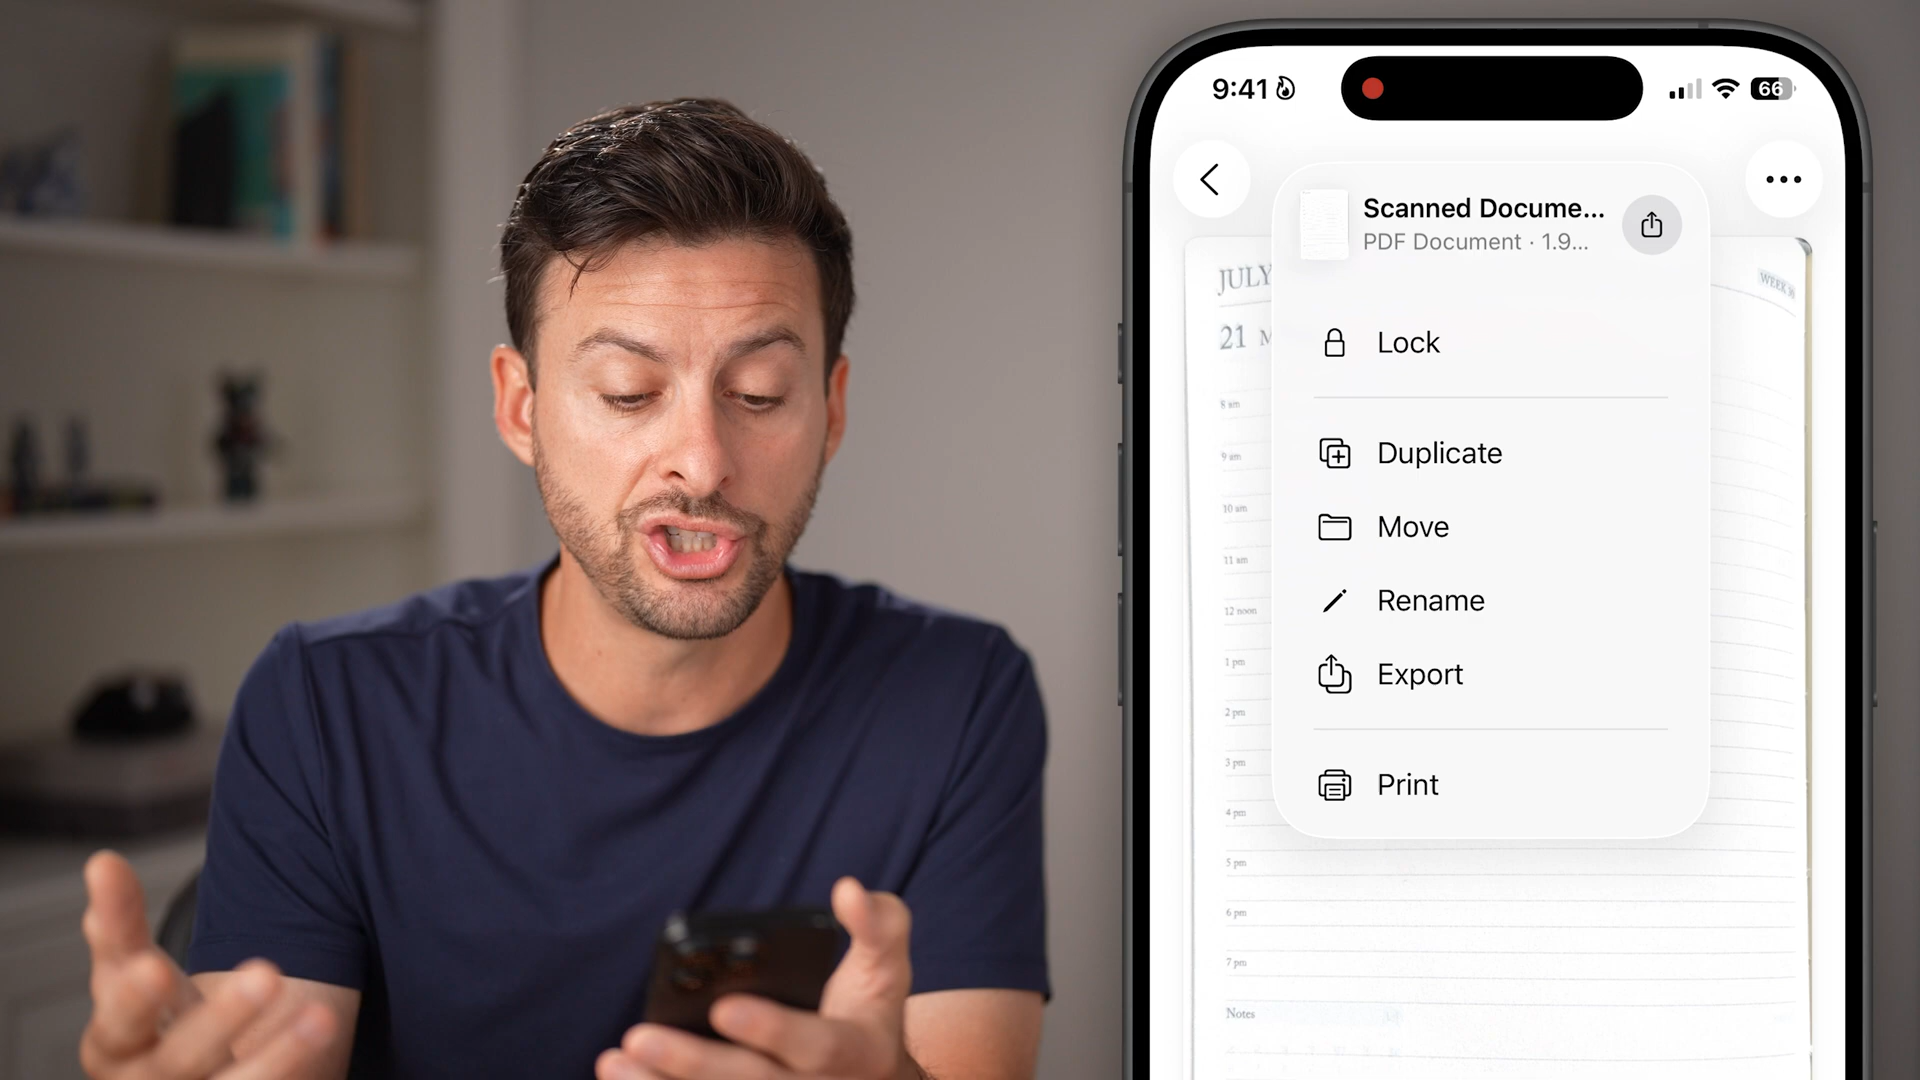 9:41
66
Scanned Docume...
PDF Document · 1.9...
JULY
WEEK 30
21 M
Lock
8 am
Duplicate
9 am
10 am
Move
11 am
Rename
12 noon
1 pm
Export
2 pm
3 pm
Print
4 pm
5 pm
6 pm
7 pm
Notes